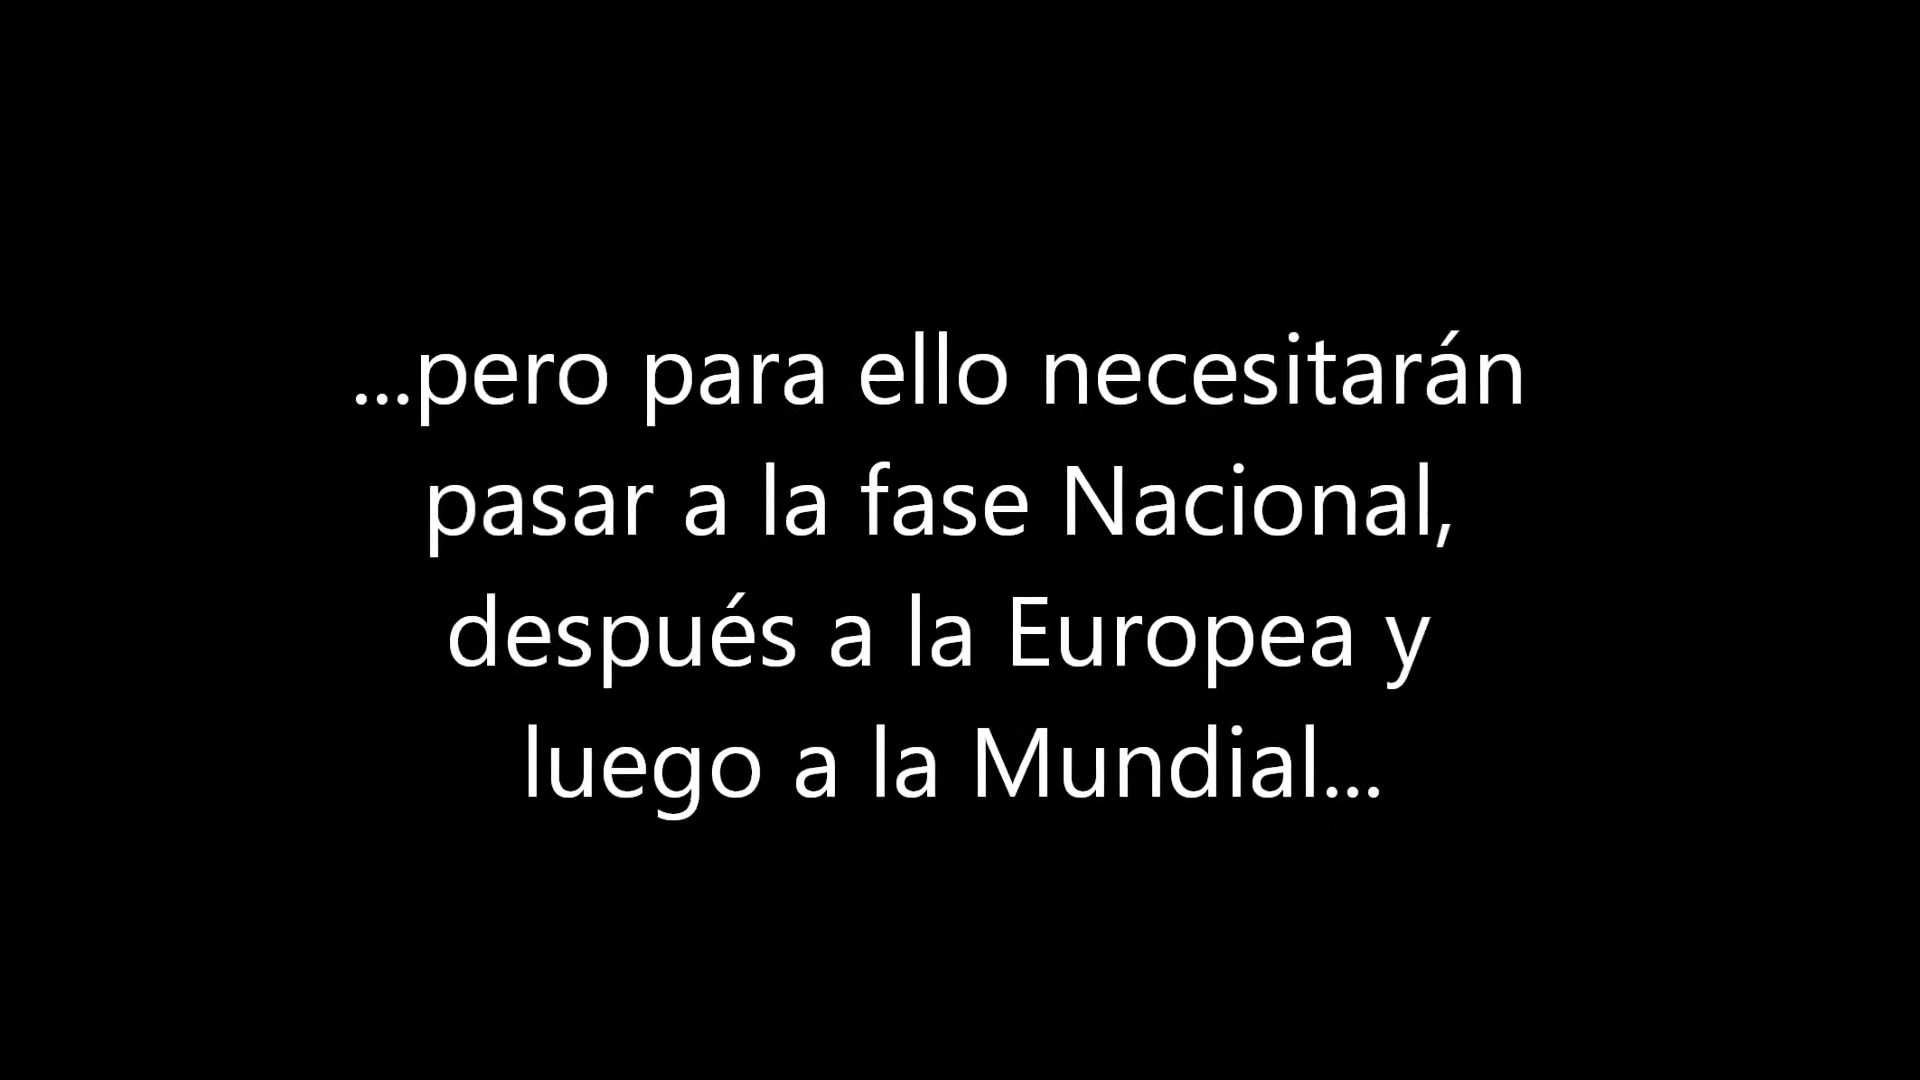 ...pero para ello necesitarán
pasar a la fase Nacional,
después a la Europea y
luego a la Mundial...